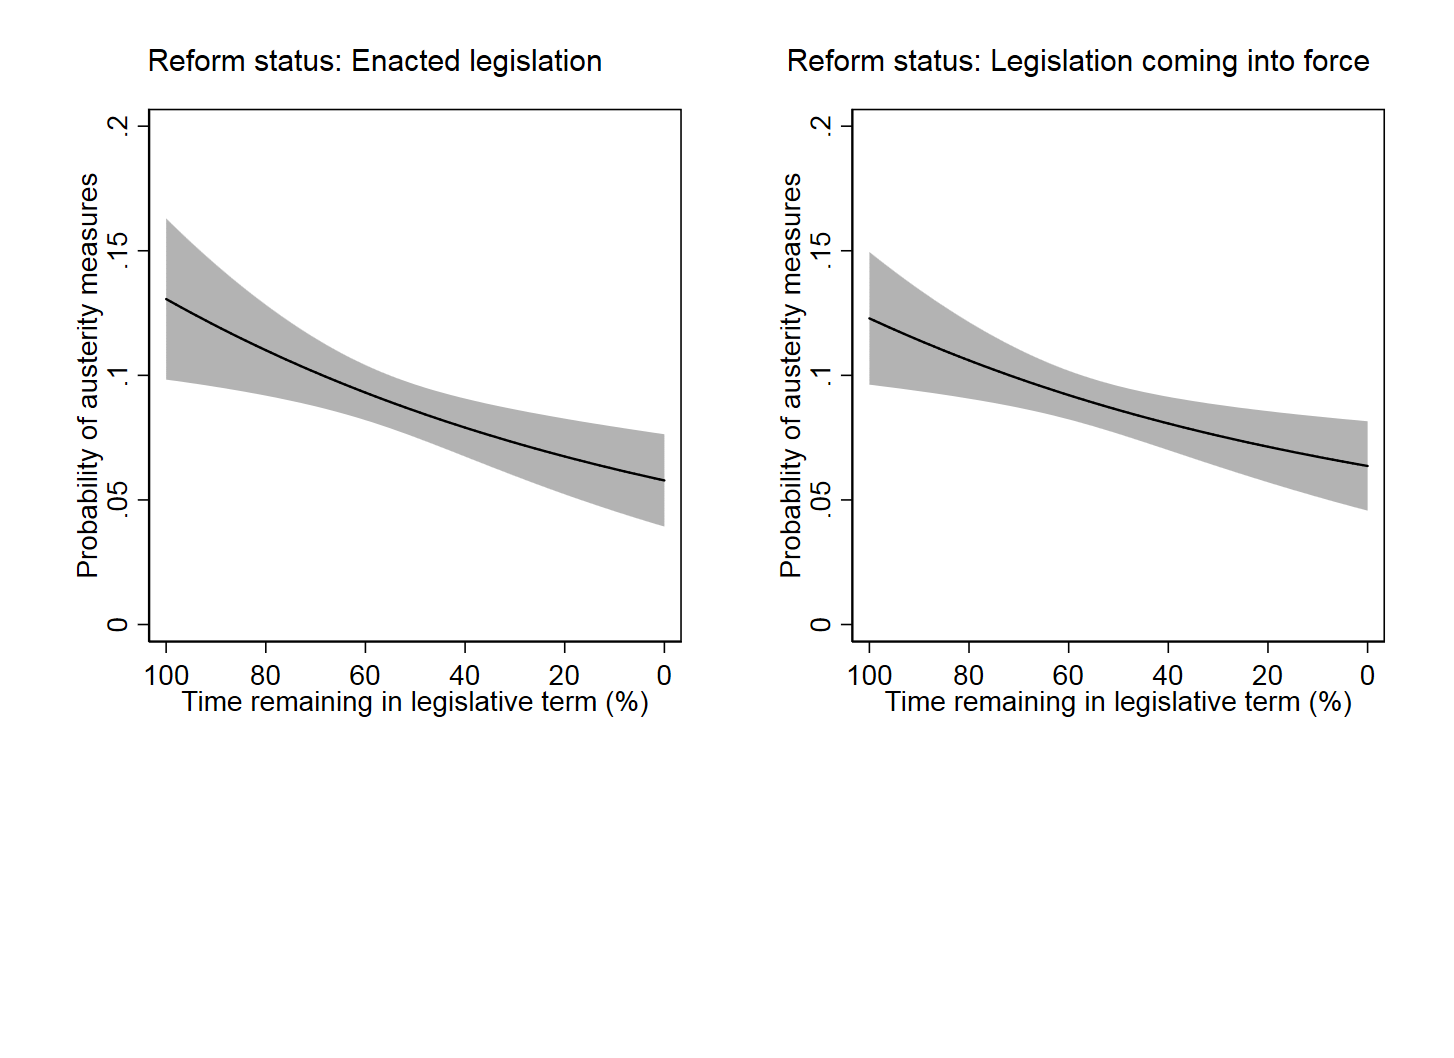 Reform status: Enacted legislation
Probability of austerity measures
.2
.15
.1
.05
0
100 80 60 40 20 0
Time remaining in legislative term (%)
Reform status: Legislation coming into force
Probability of austerity measures
.2
.15
.1
.05
0
100 80 60 40 20 0
Time remaining in legislative term (%)